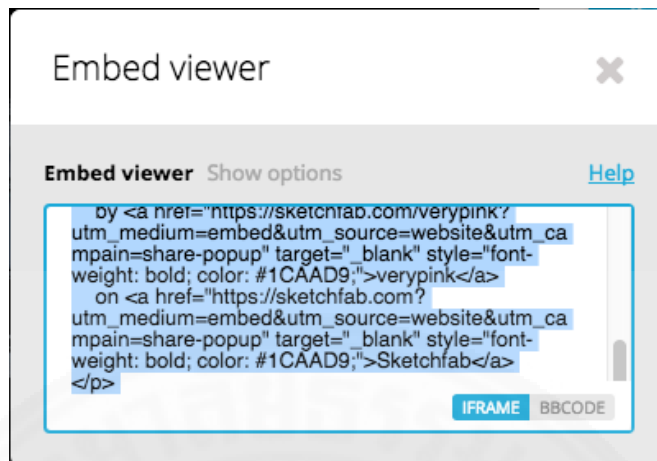 Embed viewer
Embed viewer Show options Help
by <a href="https://sketchfab.com/verypink?
utm_medium=embed&utm_source=website&utm_ca
mpain=share-popup" target="_blank" style="font-
weight: bold; color: #1CAAD9;">verypink</a>
on <a href="https://sketchfab.com?
utm_medium=embed&utm_source=website&utm_ca
mpain=share-popup" target="_blank" style="font-
weight: bold; color: #1CAAD9;">Sketchfab</a>
</p>
IFRAME BBCODE